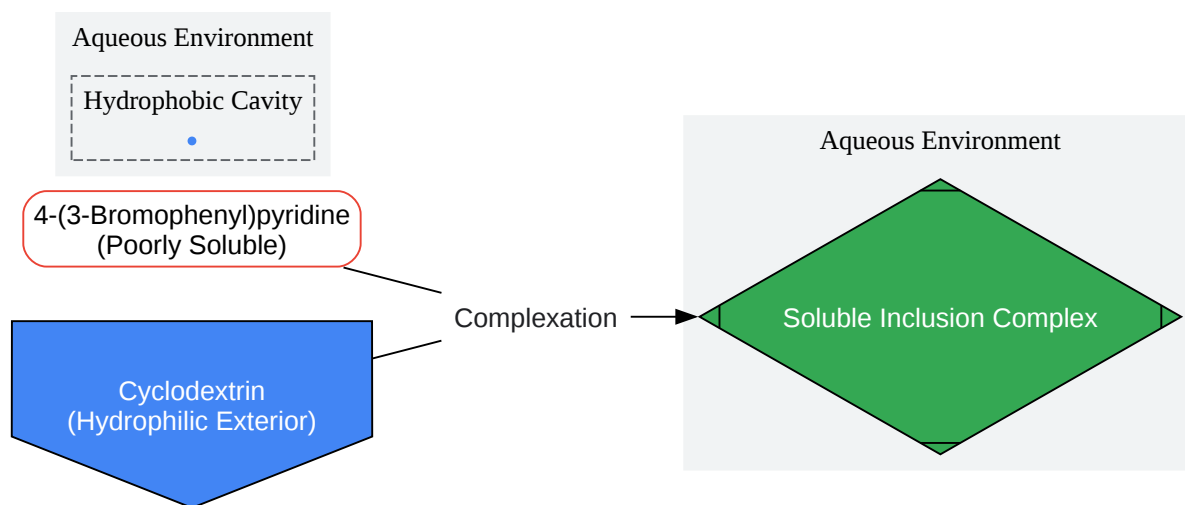 Aqueous Environment
Hydrophobic Cavity
4-(3-Bromophenyl)pyridine
(Poorly Soluble)
Cyclodextrin
(Hydrophilic Exterior)
Complexation
Aqueous Environment
Soluble Inclusion Complex